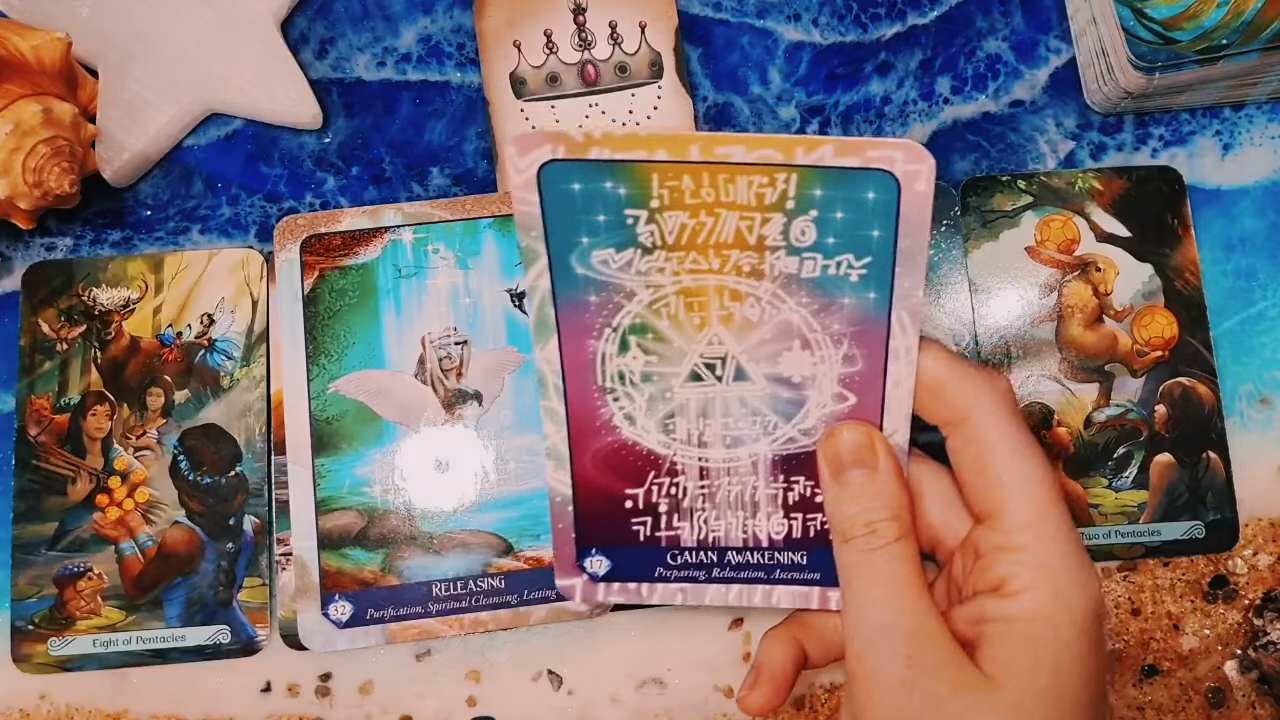 Eight of Pentacles
32
RELEASING
Purification, Spiritual Cleansing, Letting
17
GAIAN AWAKENING
Preparing, Relocation, Ascension
Two of Pentacles